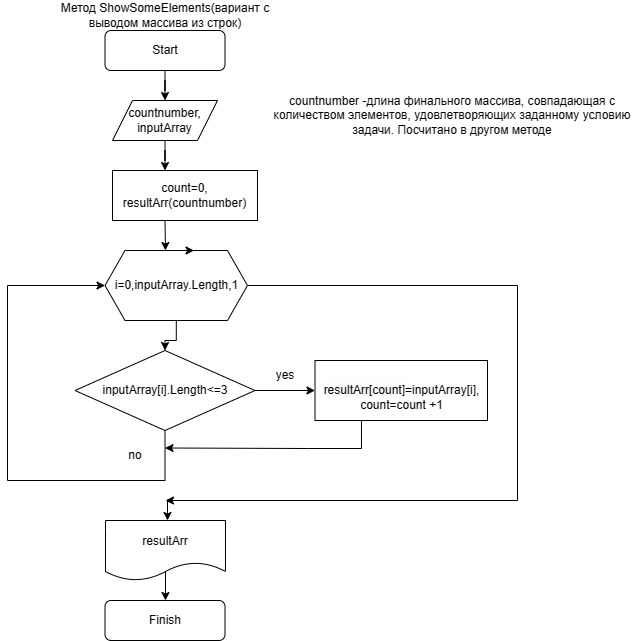 Метод ShowSomeElements(вариант с
выводом массива из строк)
Start
countnumber,
inputArray
countnumber -длина финального массива, совпадающая с
количеством элементов, удовлетворяющих заданному условию
задачи. Посчитано в другом методе
count=0,
resultArr(countnumber)
i=0,inputArray.Length,1
inputArray[i].Length<=3
yes
resultArr[count]=inputArray[i],
count=count +1
no
resultArr
Finish